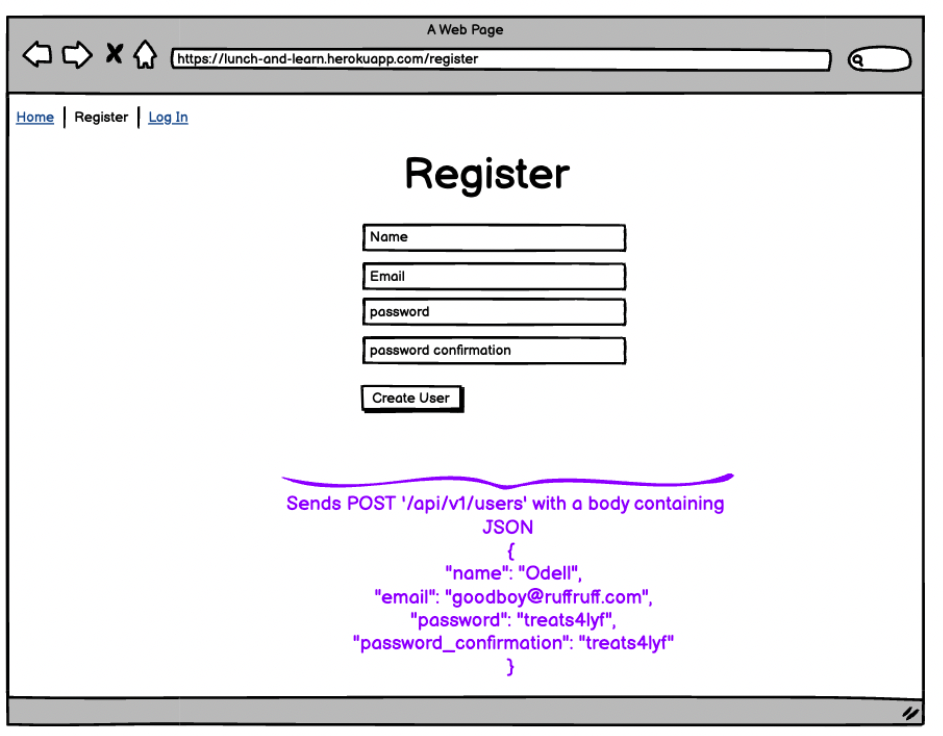 A Web Page
https://lunch-and-learn.herokuapp.com/register
Home | Register | Log In
Register
Name
Email
password
password confirmation
Create User
Sends POST '/api/v1/users' with a body containing
JSON
{
"name": "Odell",
"email": "goodboy@ruffruff.com",
"password": "treats4lyf",
"password_confirmation": "treats4lyf"
}